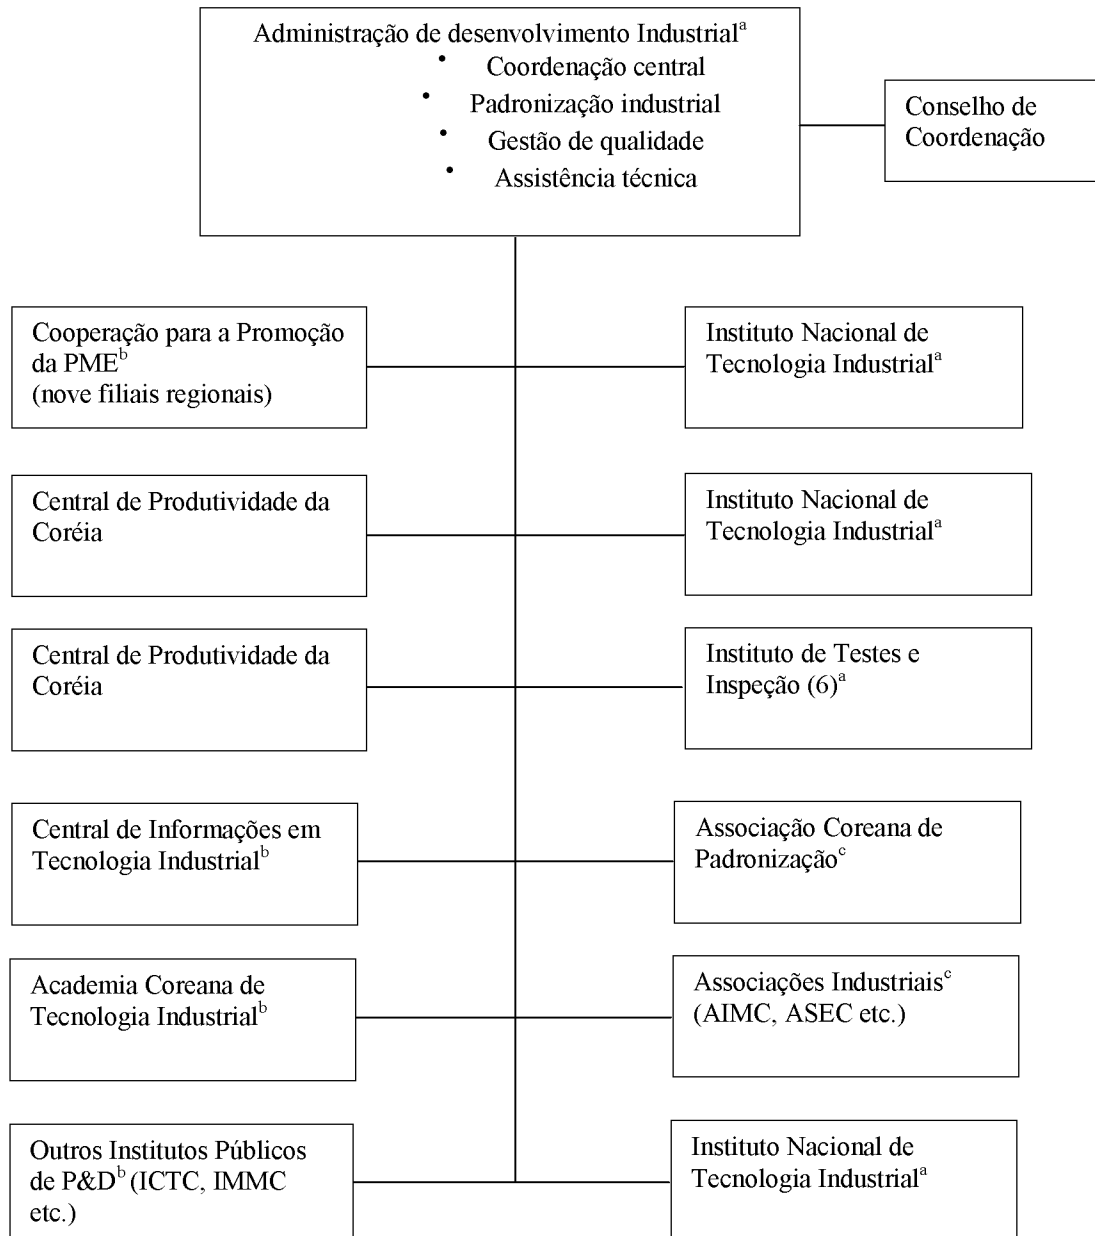 Administração de desenvolvimento Industrialᵃ
• Coordenação central
• Padronização industrial
• Gestão de qualidade
• Assistência técnica
Conselho de
Coordenação
Cooperação para a Promoção
da PMEᵇ
(nove filiais regionais)
Instituto Nacional de
Tecnologia Industrialᵃ
Central de Produtividade da
Coréia
Instituto Nacional de
Tecnologia Industrialᵃ
Central de Produtividade da
Coréia
Instituto de Testes e
Inspeção (6)ᵃ
Central de Informações em
Tecnologia Industrialᵇ
Associação Coreana de
Padronizaçãoᶜ
Academia Coreana de
Tecnologia Industrialᵇ
Associações Industriaisᶜ
(AIMC, ASEC etc.)
Outros Institutos Públicos
de P&Dᵇ (ICTC, IMMC
etc.)
Instituto Nacional de
Tecnologia Industrialᵃ